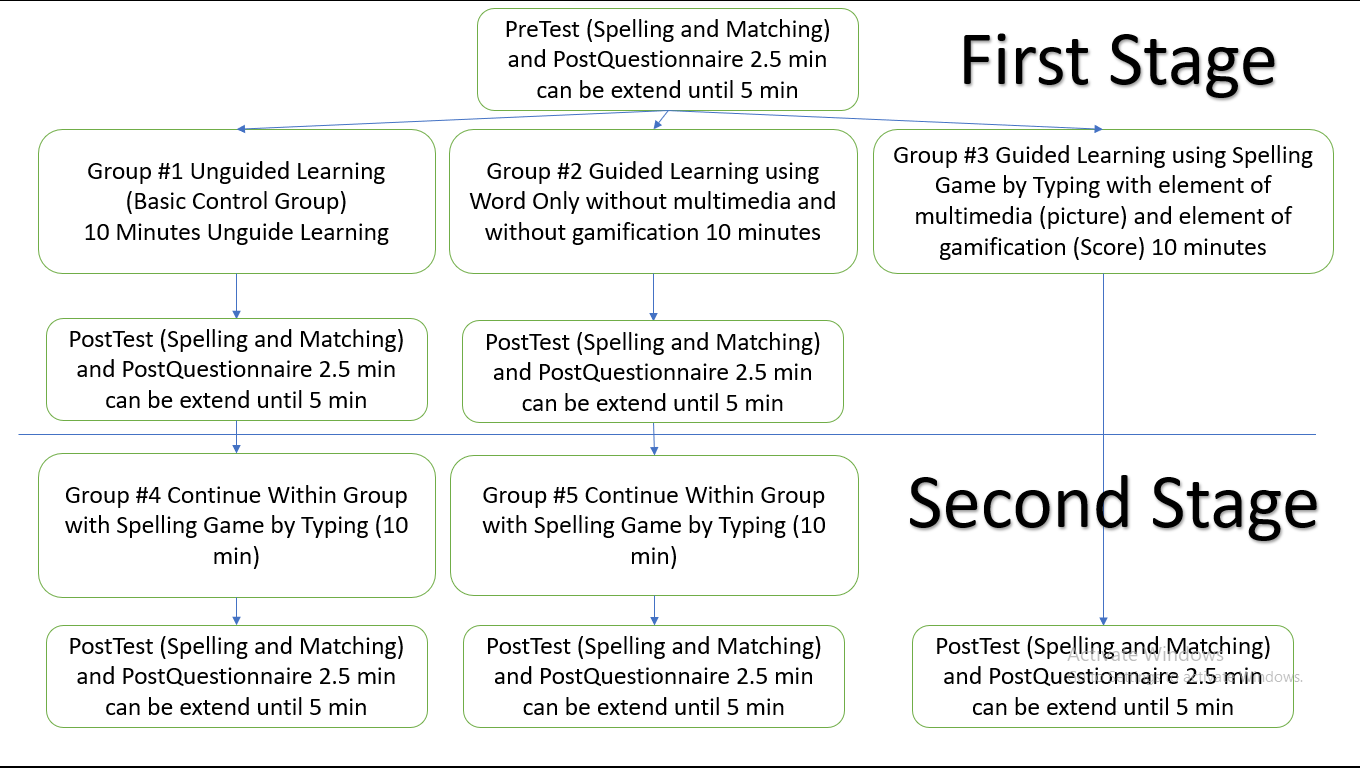 PreTest (Spelling and Matching)
and PostQuestionnaire 2.5 min
can be extend until 5 min
First Stage
Group #1 Unguided Learning
(Basic Control Group)
10 Minutes Unguide Learning
Group #2 Guided Learning using
Word Only without multimedia and
without gamification 10 minutes
Group #3 Guided Learning using Spelling
Game by Typing with element of
multimedia (picture) and element of
gamification (Score) 10 minutes
PostTest (Spelling and Matching)
and PostQuestionnaire 2.5 min
can be extend until 5 min
PostTest (Spelling and Matching)
and PostQuestionnaire 2.5 min
can be extend until 5 min
Second Stage
Group #4 Continue Within Group
with Spelling Game by Typing (10
min)
Group #5 Continue Within Group
with Spelling Game by Typing (10
min)
PostTest (Spelling and Matching)
and PostQuestionnaire 2.5 min
can be extend until 5 min
PostTest (Spelling and Matching)
and PostQuestionnaire 2.5 min
can be extend until 5 min
PostTest (Spelling and Matching)
and PostQuestionnaire 2.5 min
can be extend until 5 min
Activate Windows
Go to Settings to activate Windows.